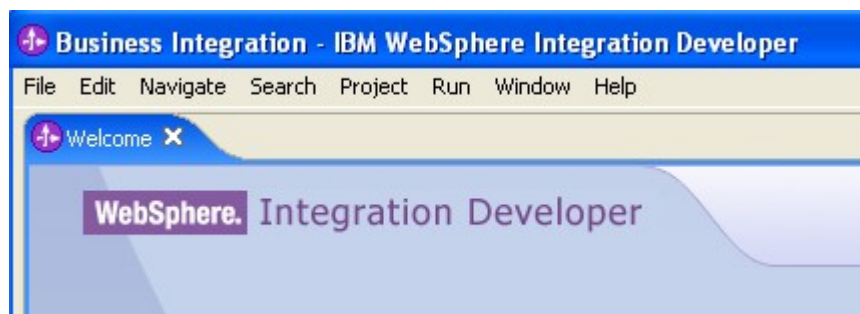 Business Integration - IBM WebSphere Integration Developer
File Edit Navigate Search Project Run Window Help
Welcome
WebSphere. Integration Developer